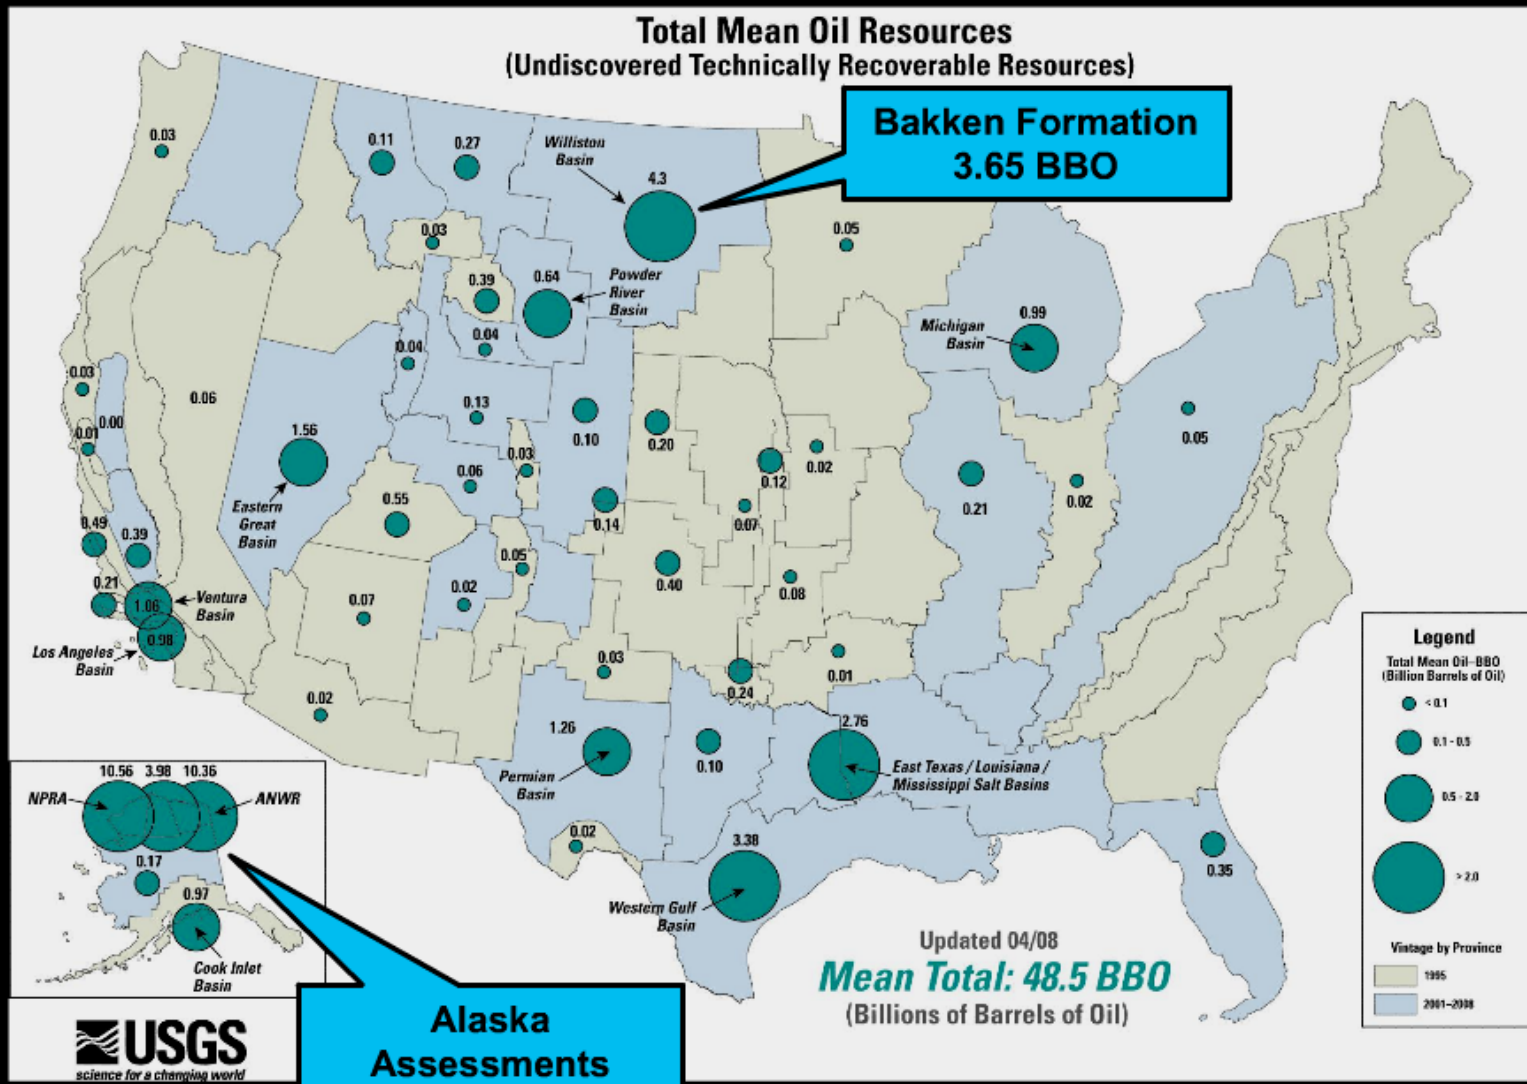 Total Mean Oil Resources
(Undiscovered Technically Recoverable Resources)
Bakken Formation
3.65 BBO
0.03
0.11
0.27
Williston
Basin
4.3
0.05
0.03
0.39
0.64
Powder
River
Basin
0.04
0.04
Michigan
Basin
0.99
0.03
0.00
0.01
0.06
1.56
Eastern
Great
Basin
0.13
0.10
0.20
0.03
0.06
0.14
0.12
0.02
0.07
0.21
0.02
0.05
0.49
0.39
0.55
0.05
0.02
0.07
0.40
0.08
0.21
1.06
Ventura
Basin
0.98
Los Angeles
Basin
0.02
0.03
0.24
0.01
1.26
Permian
Basin
0.10
2.76
East Texas / Louisiana /
Mississippi Salt Basins
0.02
3.38
Western Gulf
Basin
0.35
10.56
3.98
10.36
NPRA
ANWR
0.17
0.97
Cook Inlet
Basin
Alaska
Assessments
Updated 04/08
Mean Total: 48.5 BBO
(Billions of Barrels of Oil)
Legend
Total Mean Oil–BBO
(Billion Barrels of Oil)
< 0.1
0.1 - 0.5
0.5 - 2.0
> 2.0
Vintage by Province
1995
2001–2008
USGS
science for a changing world